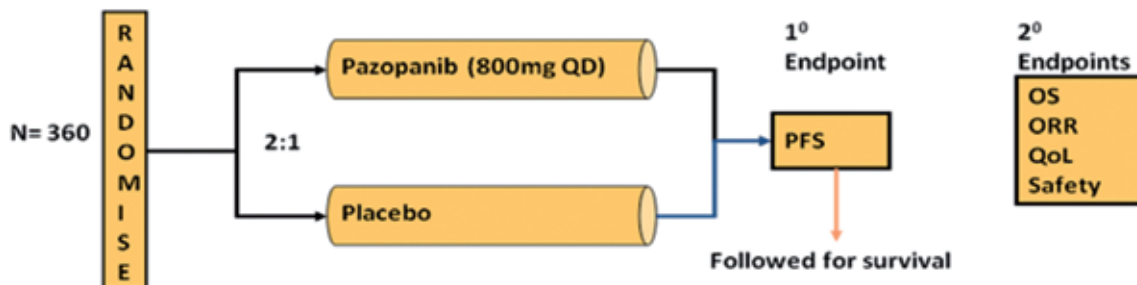 N= 360
R
A
N
D
O
M
I
S
E
Pazopanib (800mg QD)
2:1
Placebo
1⁰
Endpoint
PFS
Followed for survival
2⁰
Endpoints
OS
ORR
QoL
Safety